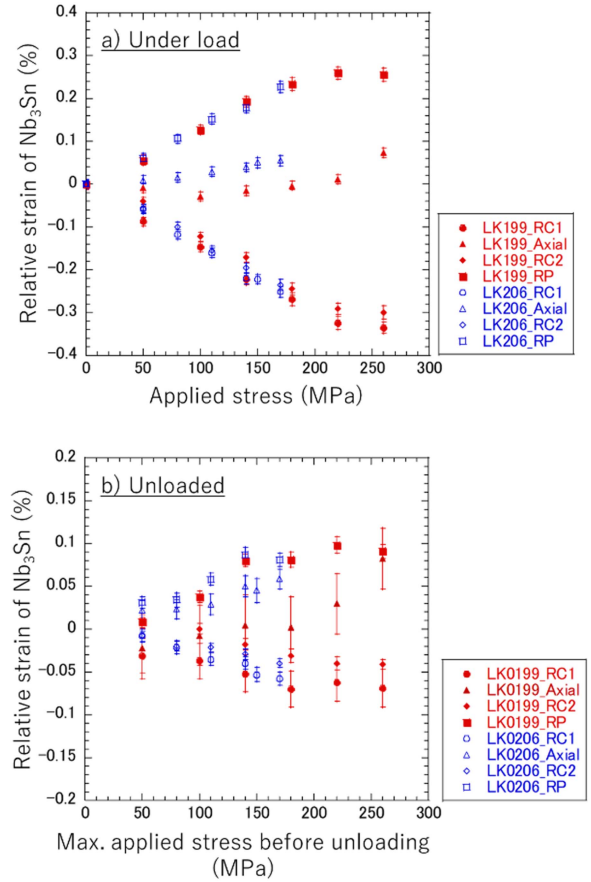 a) Under load
Relative strain of Nb3Sn (%)
0.4
0.3
0.2
0.1
0
−0.1
−0.2
−0.3
−0.4
0 50 100 150 200 250 300
Applied stress (MPa)
LK199_RC1
LK199_Axial
LK199_RC2
LK199_RP
LK206_RC1
LK206_Axial
LK206_RC2
LK206_RP
b) Unloaded
Relative strain of Nb3Sn (%)
0.2
0.15
0.1
0.05
0
−0.05
−0.1
−0.15
−0.2
0 50 100 150 200 250 300
Max. applied stress before unloading
(MPa)
LK0199_RC1
LK0199_Axial
LK0199_RC2
LK0199_RP
LK0206_RC1
LK0206_Axial
LK0206_RC2
LK0206_RP